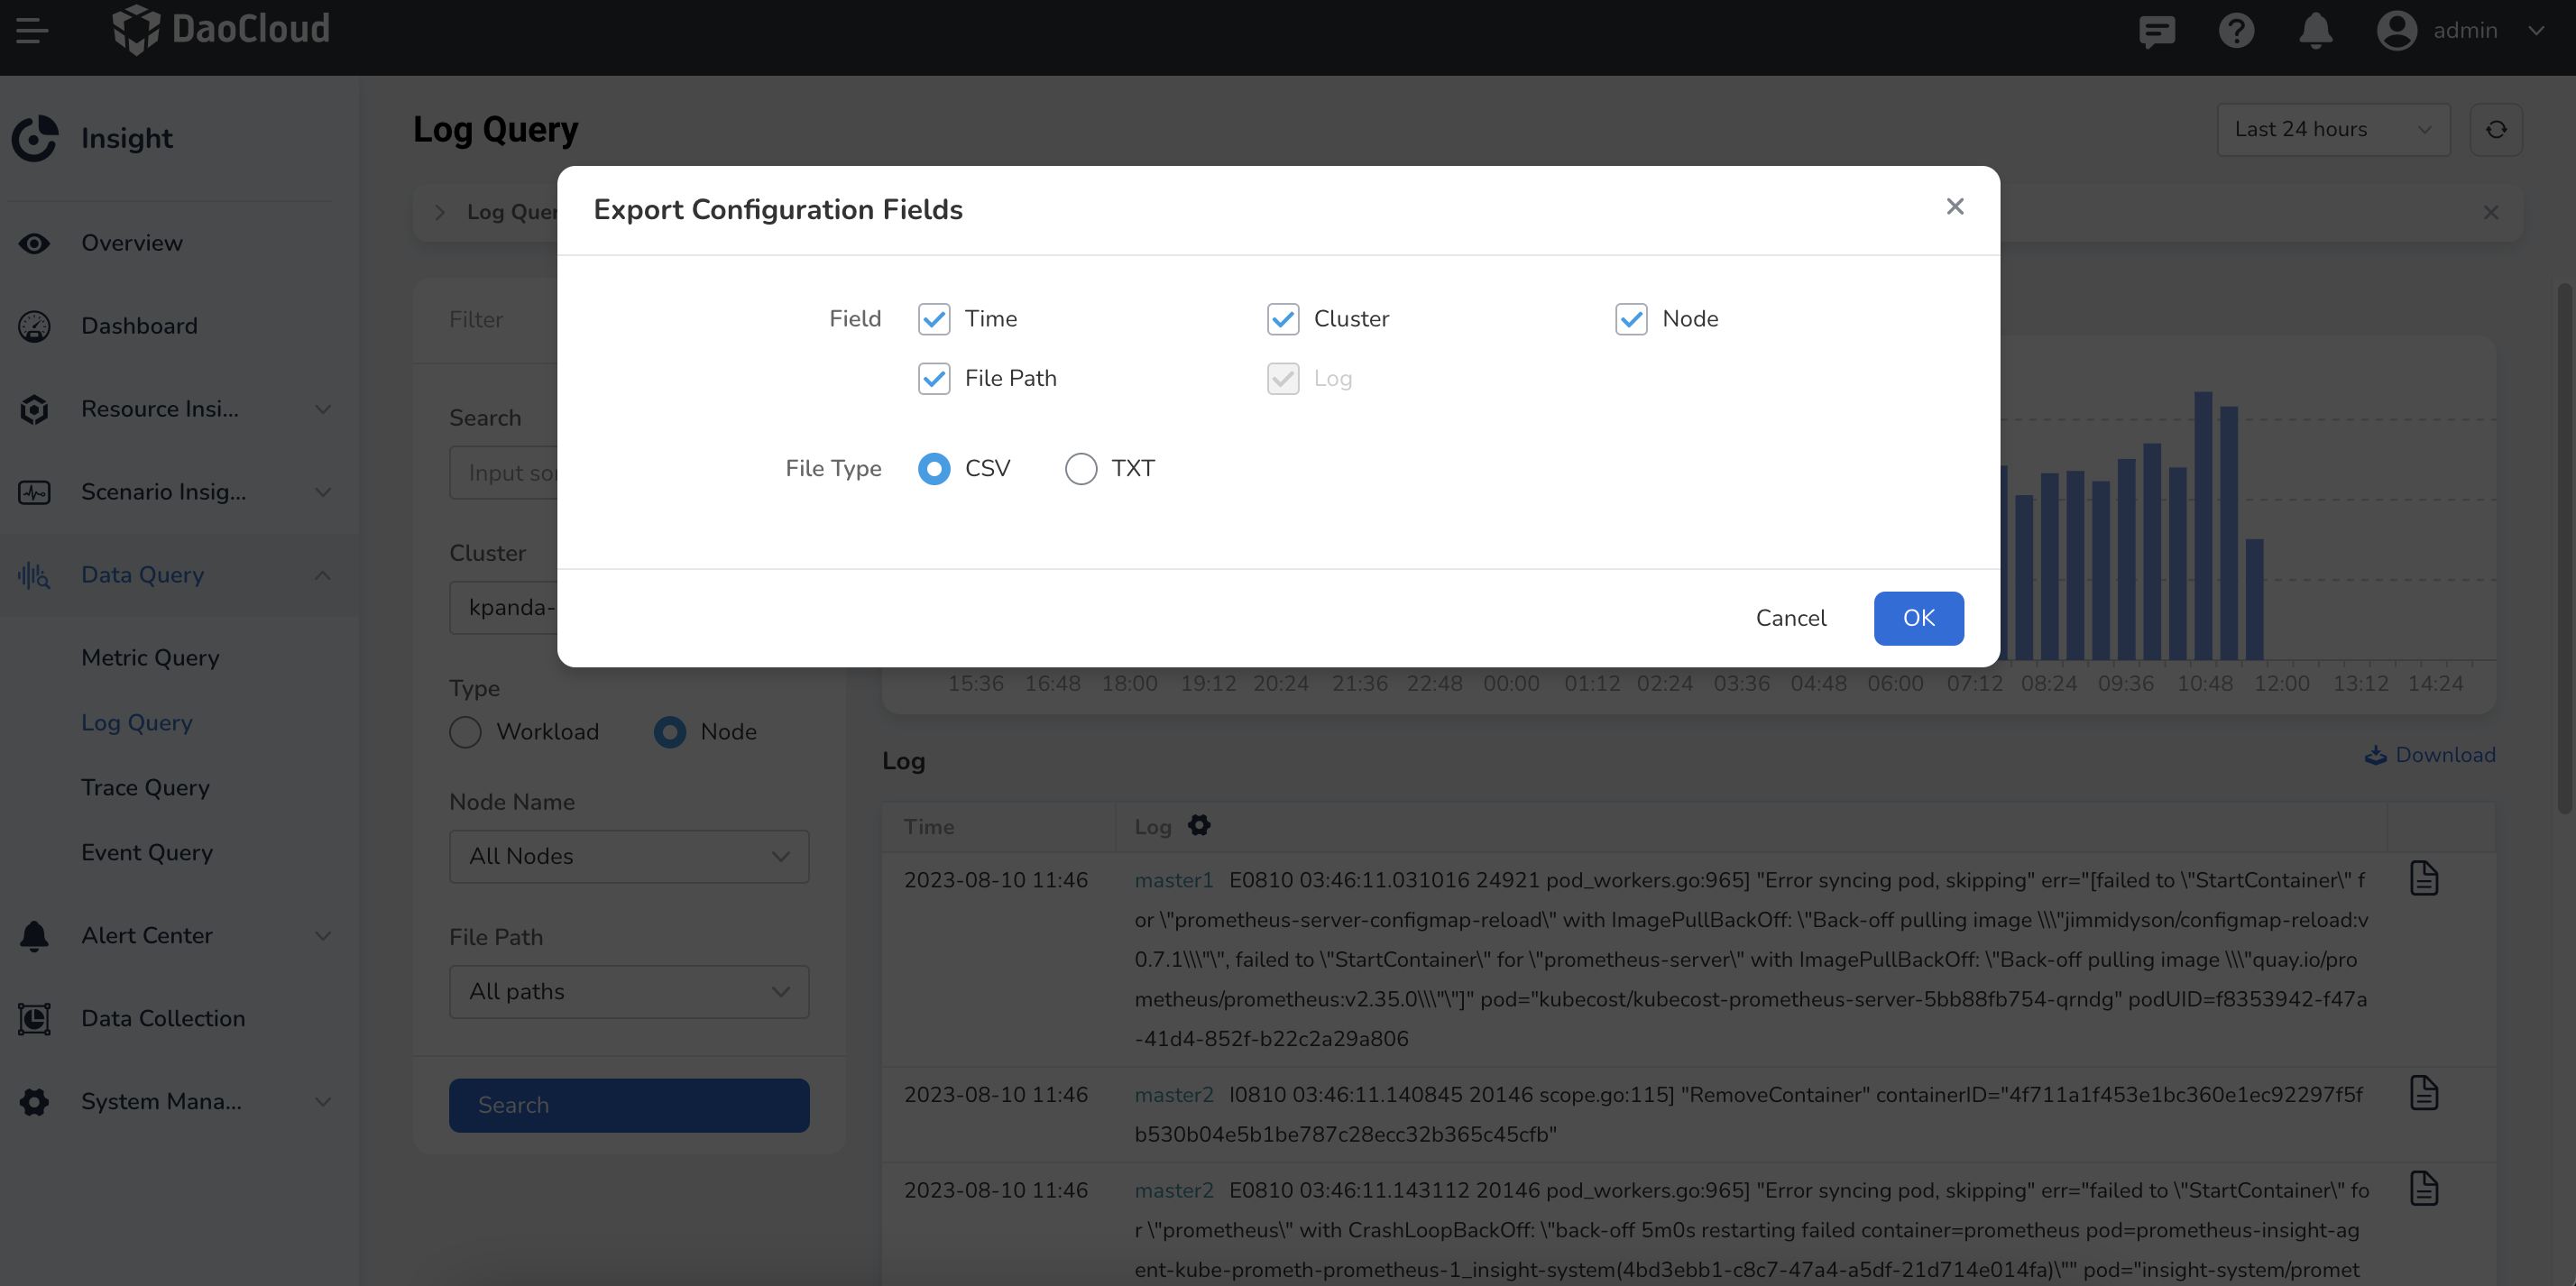 DaoCloud
admin
Insight
Overview
Dashboard
Resource Insi...
Scenario Insig...
Data Query
Metric Query
Log Query
Trace Query
Event Query
Alert Center
Data Collection
System Mana...
Log Query
Last 24 hours
Log Quer
Filter
Search
Input so
Cluster
kpanda-
Type
Workload
Node
Node Name
All Nodes
File Path
All paths
Search
Export Configuration Fields
Field
Time
Cluster
Node
File Path
Log
File Type
CSV
TXT
Cancel
OK
15:36 16:48 18:00 19:12 20:24 21:36 22:48 00:00 01:12 02:24 03:36 04:48 06:00 07:12 08:24 09:36 10:48 12:00 13:12 14:24
Log
Download
Time
Log
2023-08-10 11:46
master1 E0810 03:46:11.031016 24921 pod_workers.go:965] "Error syncing pod, skipping" err="[failed to \"StartContainer\" f
or \"prometheus-server-configmap-reload\" with ImagePullBackOff: \"Back-off pulling image \\\"jimmidyson/configmap-reload:v
0.7.1\\\"\", failed to \"StartContainer\" for \"prometheus-server\" with ImagePullBackOff: \"Back-off pulling image \\\"quay.io/pro
metheus/prometheus:v2.35.0\\\"\"]" pod="kubecost/kubecost-prometheus-server-5bb88fb754-qrndg" podUID=f8353942-f47a
-41d4-852f-b22c2a29a806
2023-08-10 11:46
master2 I0810 03:46:11.140845 20146 scope.go:115] "RemoveContainer" containerID="4f711a1f453e1bc360e1ec92297f5f
b530b04e5b1be787c28ecc32b365c45cfb"
2023-08-10 11:46
master2 E0810 03:46:11.143112 20146 pod_workers.go:965] "Error syncing pod, skipping" err="failed to \"StartContainer\" fo
r \"prometheus\" with CrashLoopBackOff: \"back-off 5m0s restarting failed container=prometheus pod=prometheus-insight-ag
ent-kube-prometh-prometheus-1_insight-system(4bd3ebb1-c8c7-47a4-a5df-21d714e014fa)\"" pod="insight-system/promet